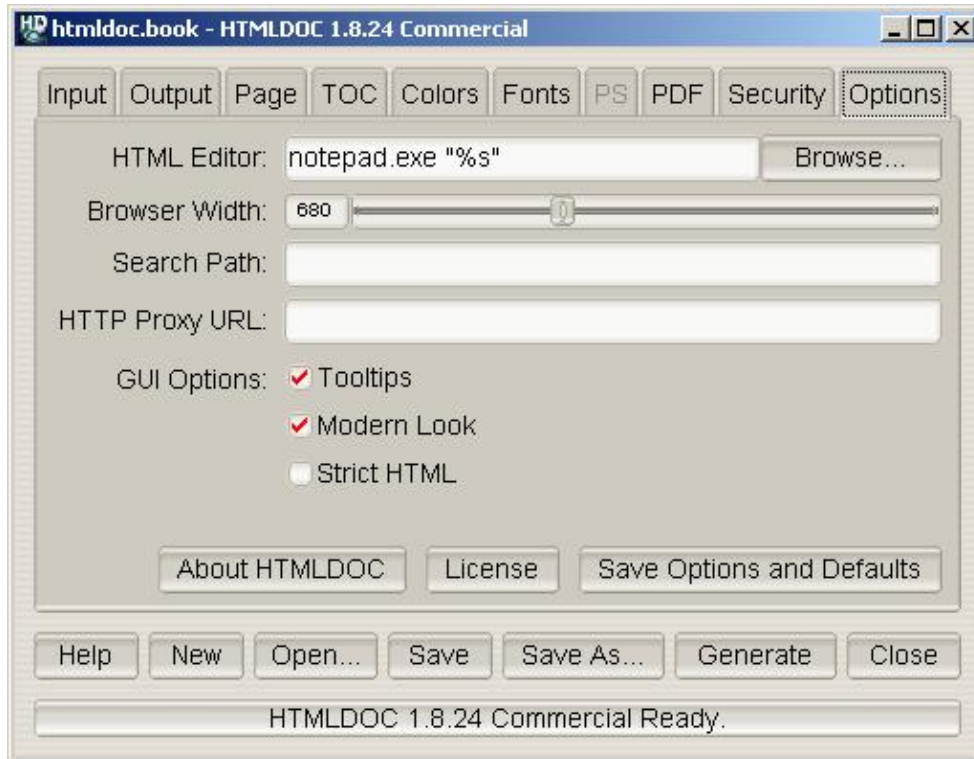 HD htmldoc.book - HTMLDOC 1.8.24 Commercial
Input Output Page TOC Colors Fonts PS PDF Security Options
HTML Editor: notepad.exe "%s" Browse...
Browser Width: 680
Search Path:
HTTP Proxy URL:
GUI Options: Tooltips
Modern Look
Strict HTML
About HTMLDOC License Save Options and Defaults
Help New Open... Save Save As... Generate Close
HTMLDOC 1.8.24 Commercial Ready.